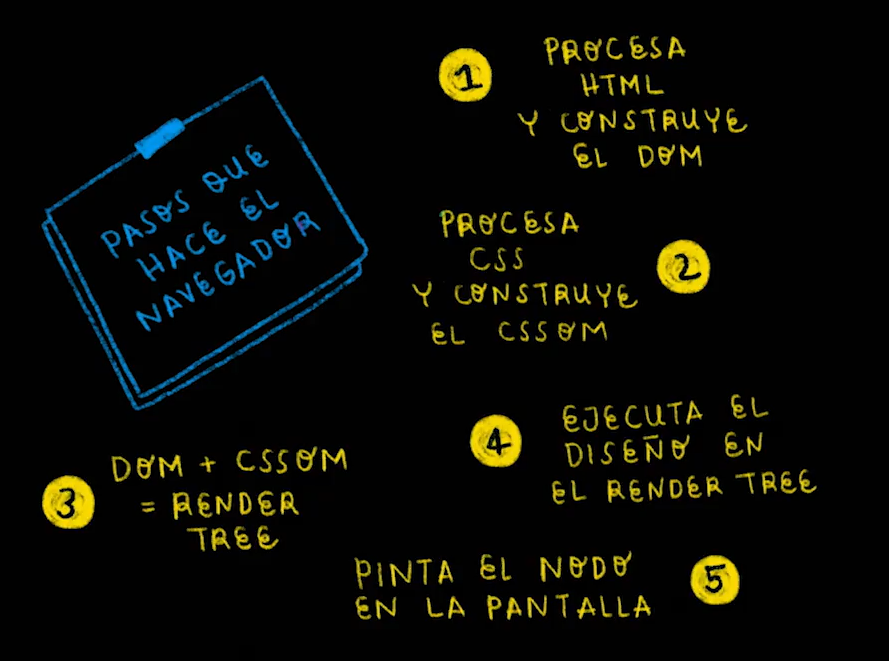 PASOS QUE
HACE EL
NAVEGADOR
1
PROCESA
HTML
Y CONSTRUYE
EL DOM
2
PROCESA
CSS
Y CONSTRUYE
EL CSSOM
3
DOM + CSSOM
= RENDER
TREE
4
EJECUTA EL
DISEÑO EN
EL RENDER TREE
5
PINTA EL NODO
EN LA PANTALLA